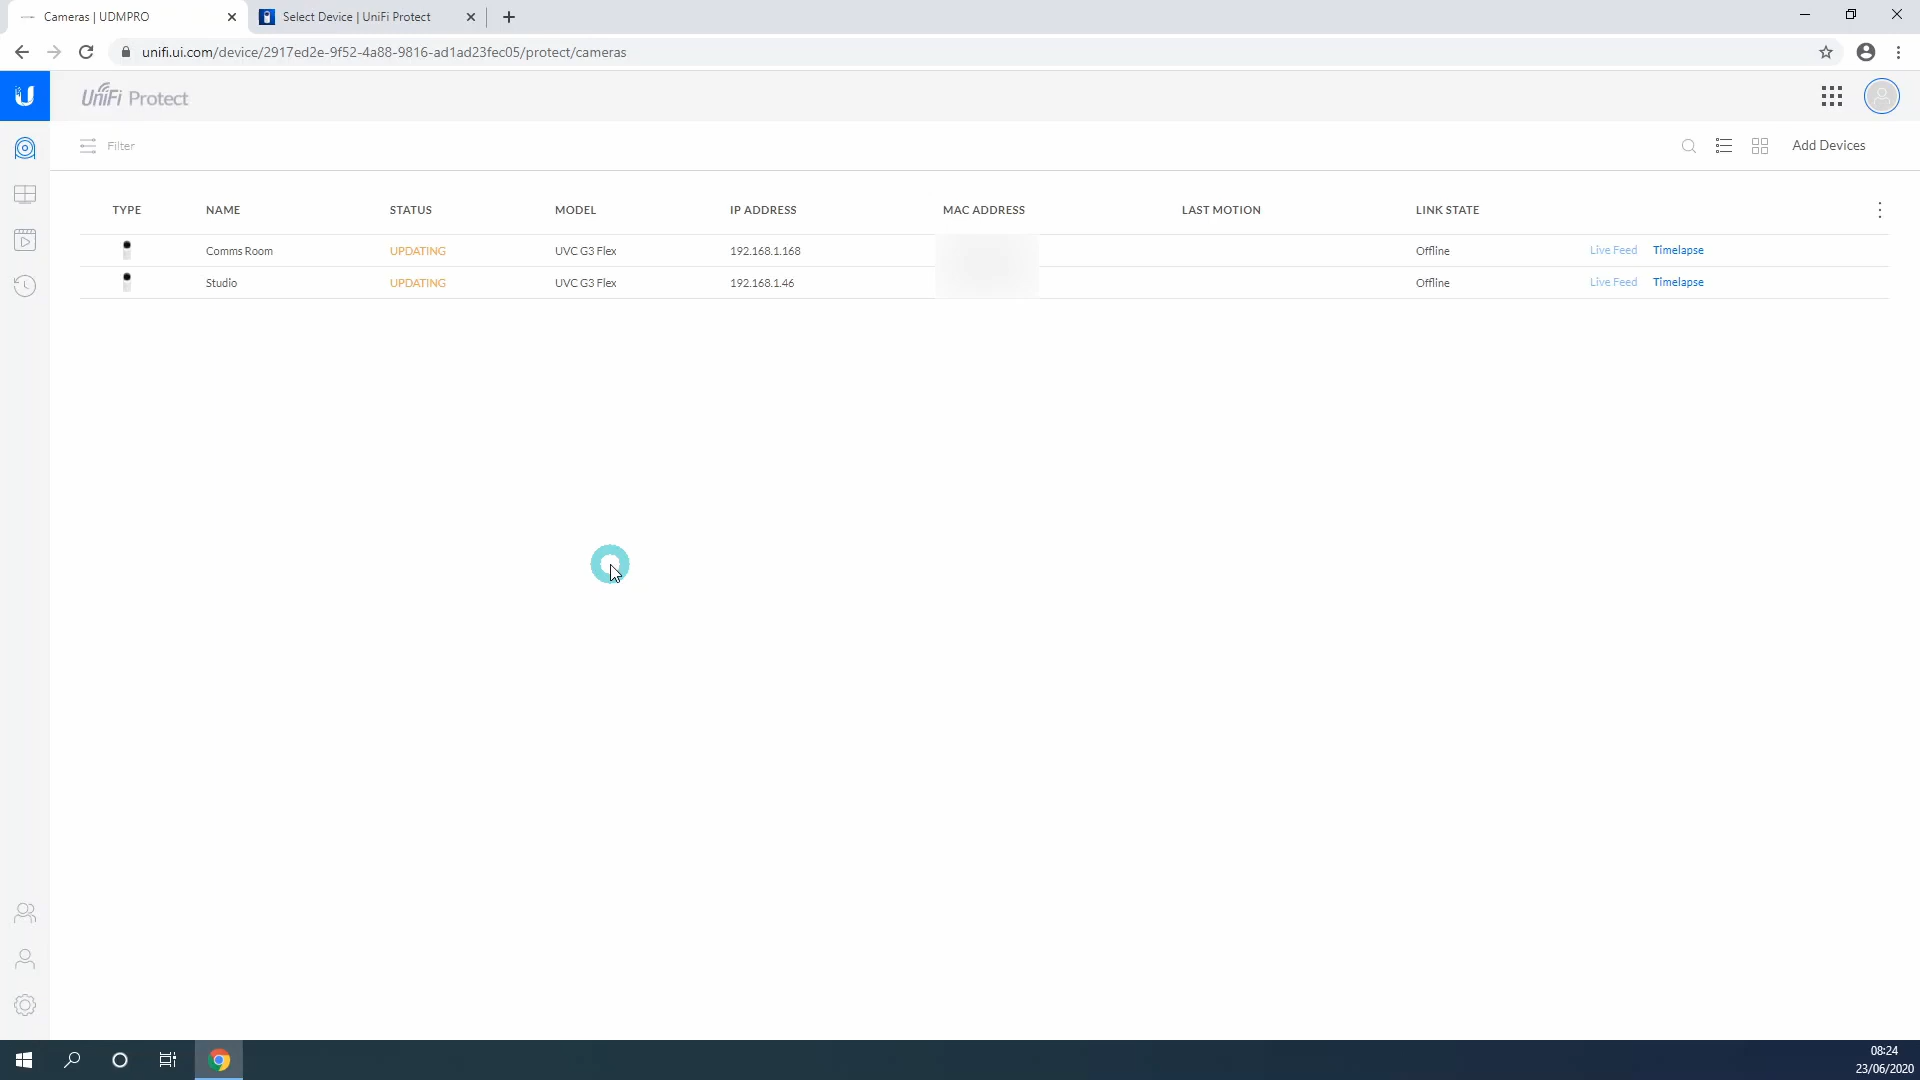 Cameras | UDMPRO
Select Device | UniFi Protect
unifi.ui.com/device/2917ed2e-9f52-4a88-9816-ad1ad23fec05/protect/cameras
UniFi Protect
Filter
Add Devices
TYPE NAME STATUS MODEL IP ADDRESS MAC ADDRESS LAST MOTION LINK STATE
Comms Room UPDATING UVC G3 Flex 192.168.1.168 Offline Live Feed Timelapse
Studio UPDATING UVC G3 Flex 192.168.1.46 Offline Live Feed Timelapse
08:24
23/06/2020